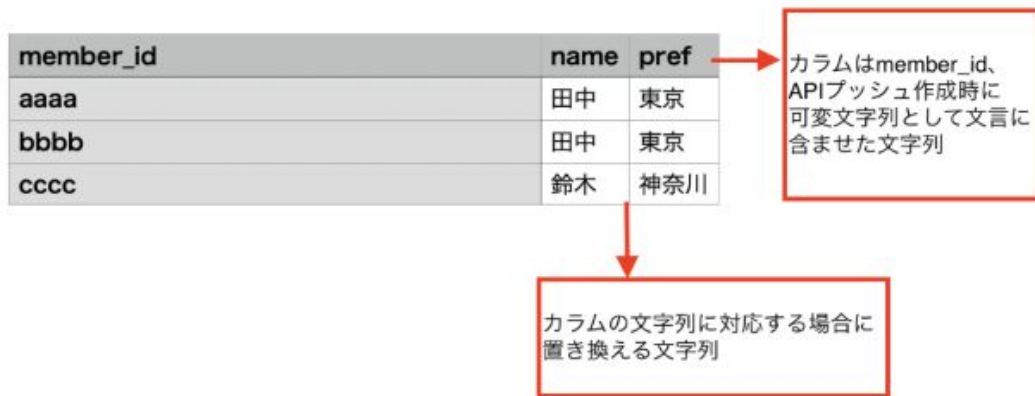 member_id name pref
aaaa 田中 東京
bbbb 田中 東京
cccc 鈴木 神奈川
カラムはmember_id、
APIプッシュ作成時に
可変文字列として文言に
含ませた文字列
カラムの文字列に対応する場合に
置き換える文字列